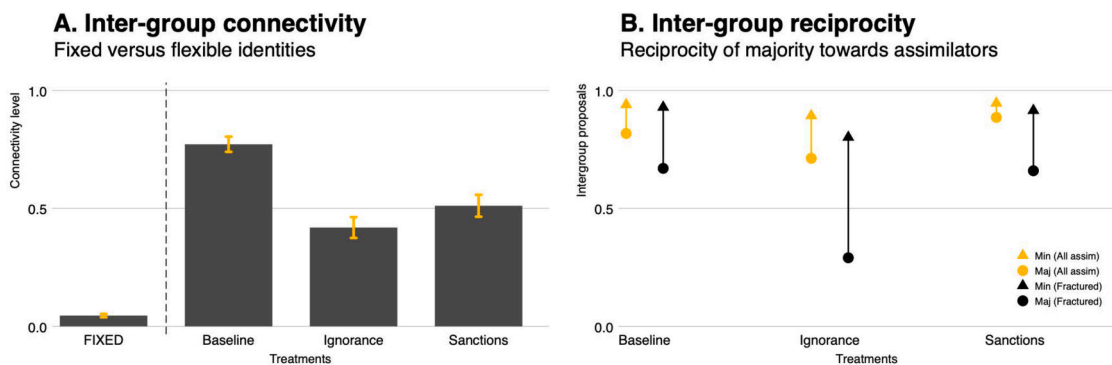 A. Inter-group connectivity
Fixed versus flexible identities
Connectivity level
1.0
0.5
0.0
FIXED
Baseline
Ignorance
Sanctions
Treatments
B. Inter-group reciprocity
Reciprocity of majority towards assimilators
Intergroup proposals
1.0
0.5
0.0
Min (All assim)
Maj (All assim)
Min (Fractured)
Maj (Fractured)
Baseline
Ignorance
Sanctions
Treatments